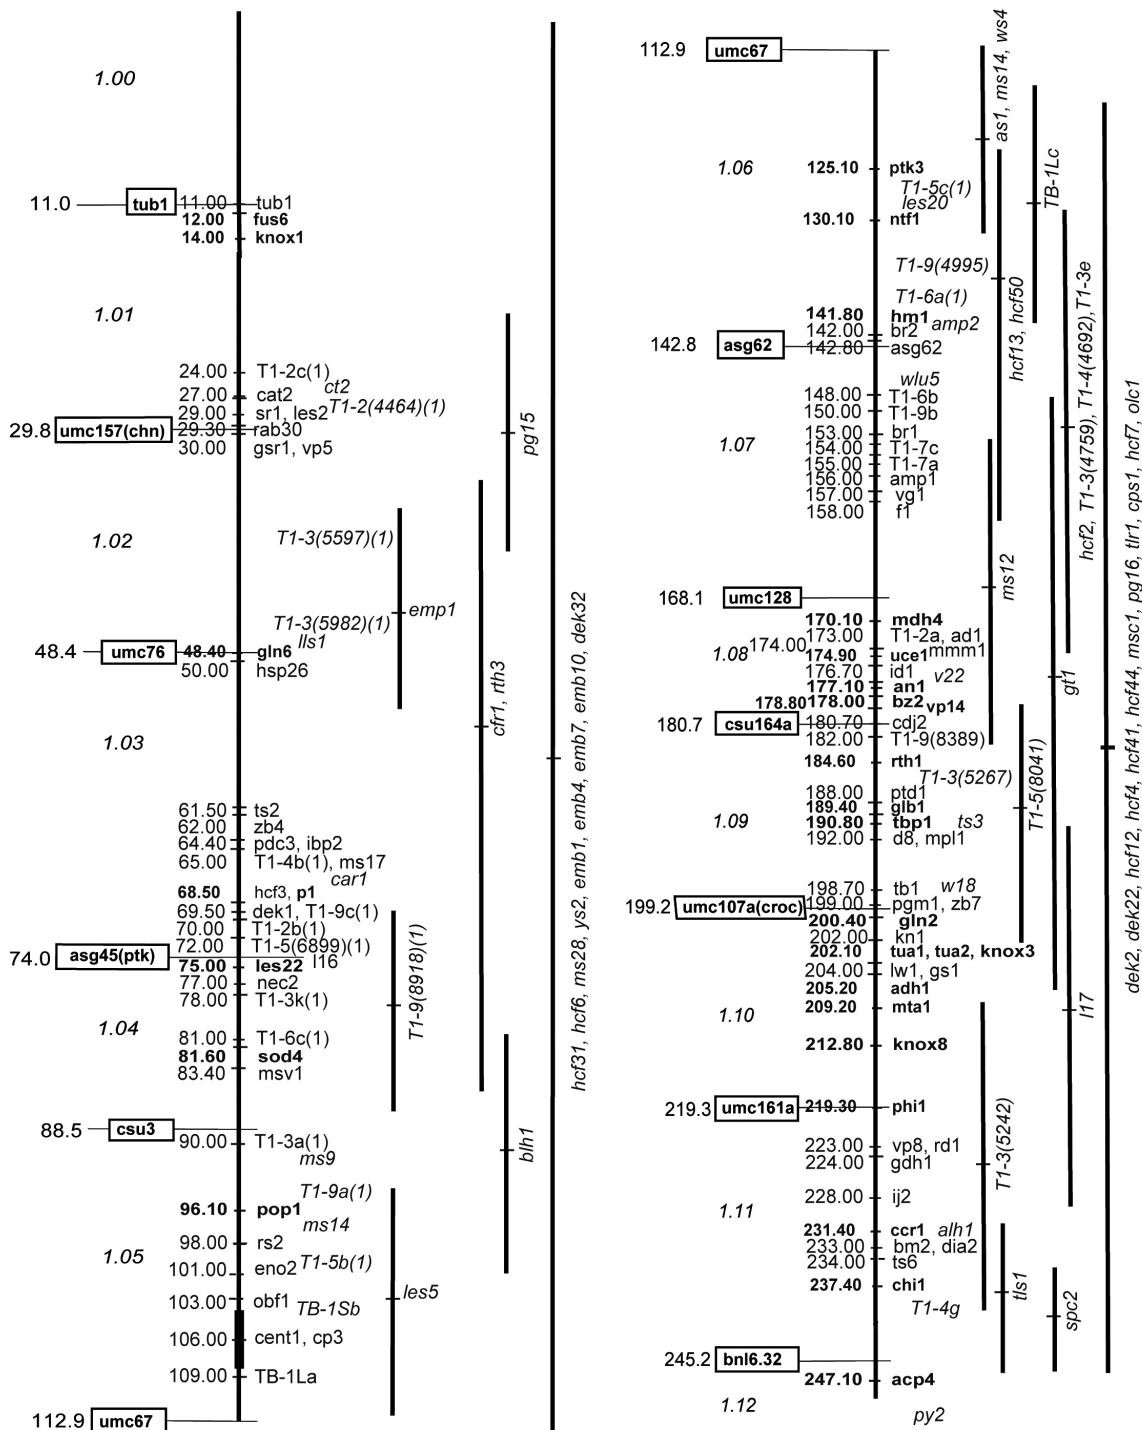 1.00
11.0 tub1 11.00 tub1
12.00 fus6
14.00 knox1
1.01
24.00 T1-2c(1)
ct2
27.00 cat2
29.00 sr1, les2 T1-2(4464)(1)
29.8 umc157(chn) 29.30 rab30
30.00 gsr1, vp5
pg15
1.02
T1-3(5597)(1)
emp1
T1-3(5982)(1)
lls1
48.4 umc76 48.40 gln6
50.00 hsp26
cfr1, rth3
1.03
hcf31, hcf6, ms28, ys2, emb1, emb4, emb7, emb10, dek32
61.50 ts2
62.00 zb4
64.40 pdc3, ibp2
65.00 T1-4b(1), ms17
car1
68.50 hcf3, p1
69.50 dek1, T1-9c(1)
70.00 T1-2b(1)
72.00 T1-5(6899)(1)
74.0 asg45(ptk) l16
75.00 les22
77.00 nec2
78.00 T1-3k(1)
T1-9(8918)(1)
1.04
81.00 T1-6c(1)
81.60 sod4
83.40 msv1
88.5 csu3
90.00 T1-3a(1)
ms9
blh1
T1-9a(1)
96.10 pop1
ms14
1.05
98.00 rs2
101.00 eno2 T1-5b(1)
103.00 obf1
TB-1Sb
les5
106.00 cent1, cp3
109.00 TB-1La
112.9 umc67
112.9 umc67
as1, ms14, ws4
1.06
125.10 ptk3
T1-5c(1)
les20
130.10 ntf1
TB-1Lc
T1-9(4995)
T1-6a(1)
141.80 hm1
142.00 br2 amp2
142.8 asg62 142.80 asg62
hcf13, hcf50
hcf2, T1-3(4759), T1-4(4692),T1-3e
wlu5
148.00 T1-6b
150.00 T1-9b
1.07
153.00 br1
154.00 T1-7c
155.00 T1-7a
156.00 amp1
157.00 vg1
158.00 f1
ms12
168.1 umc128
170.10 mdh4
173.00 T1-2a, ad1
1.08 174.00 mmm1
174.90 uce1
176.70 id1
v22
177.10 an1
178.80 178.00 bz2 vp14
180.7 csu164a 180.70 cdj2
182.00 T1-9(8389)
gt1
184.60 rth1
T1-3(5267)
T1-5(8041)
188.00 ptd1
189.40 glb1
1.09
190.80 tbp1 ts3
192.00 d8, mpl1
dek2, dek22, hcf12, hcf4, hcf41, hcf44, msc1, pg16, tlr1, cps1, hcf7, olc1
198.70 tb1 w18
199.2 umc107a(croc) 199.00 pgm1, zb7
200.40 gln2
202.00 kn1
202.10 tua1, tua2, knox3
204.00 lw1, gs1
205.20 adh1
209.20 mta1
1.10
l17
212.80 knox8
219.3 umc161a 219.30 phi1
T1-3(5242)
223.00 vp8, rd1
224.00 gdh1
228.00 ij2
1.11
231.40 ccr1 alh1
233.00 bm2, dia2
234.00 ts6
237.40 chi1
T1-4g
tls1
spc2
245.2 bnl6.32
247.10 acp4
1.12
py2